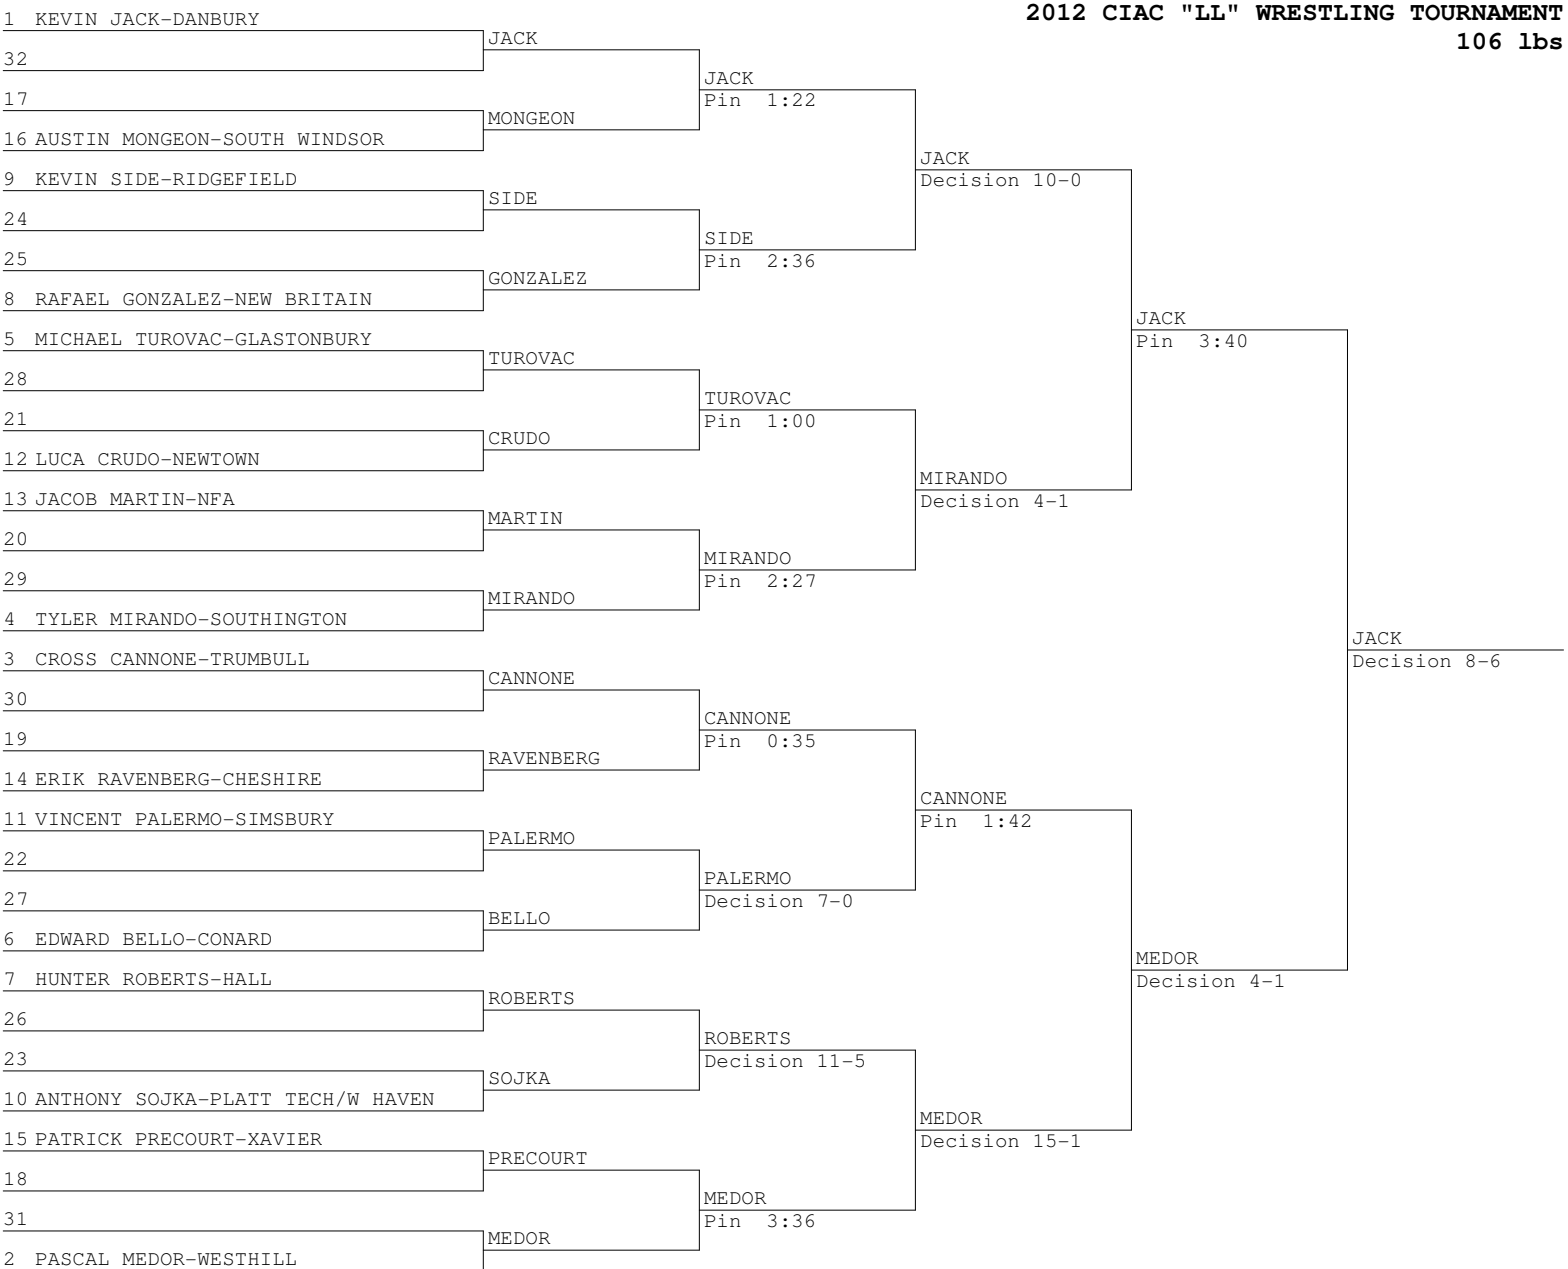 2012 CIAC "LL" WRESTLING TOURNAMENT
106 lbs
1 KEVIN JACK-DANBURY
32
17
16 AUSTIN MONGEON-SOUTH WINDSOR
9 KEVIN SIDE-RIDGEFIELD
24
25
8 RAFAEL GONZALEZ-NEW BRITAIN
5 MICHAEL TUROVAC-GLASTONBURY
28
21
12 LUCA CRUDO-NEWTOWN
13 JACOB MARTIN-NFA
20
29
4 TYLER MIRANDO-SOUTHINGTON
3 CROSS CANNONE-TRUMBULL
30
19
14 ERIK RAVENBERG-CHESHIRE
11 VINCENT PALERMO-SIMSBURY
22
27
6 EDWARD BELLO-CONARD
7 HUNTER ROBERTS-HALL
26
23
10 ANTHONY SOJKA-PLATT TECH/W HAVEN
15 PATRICK PRECOURT-XAVIER
18
31
2 PASCAL MEDOR-WESTHILL
JACK
MONGEON
SIDE
GONZALEZ
TUROVAC
CRUDO
MARTIN
MIRANDO
CANNONE
RAVENBERG
PALERMO
BELLO
ROBERTS
SOJKA
PRECOURT
MEDOR
JACK
Pin 1:22
SIDE
Pin 2:36
TUROVAC
Pin 1:00
MIRANDO
Pin 2:27
CANNONE
Pin 0:35
PALERMO
Decision 7-0
ROBERTS
Decision 11-5
MEDOR
Pin 3:36
JACK
Decision 10-0
MIRANDO
Decision 4-1
CANNONE
Pin 1:42
MEDOR
Decision 15-1
JACK
Pin 3:40
MEDOR
Decision 4-1
JACK
Decision 8-6